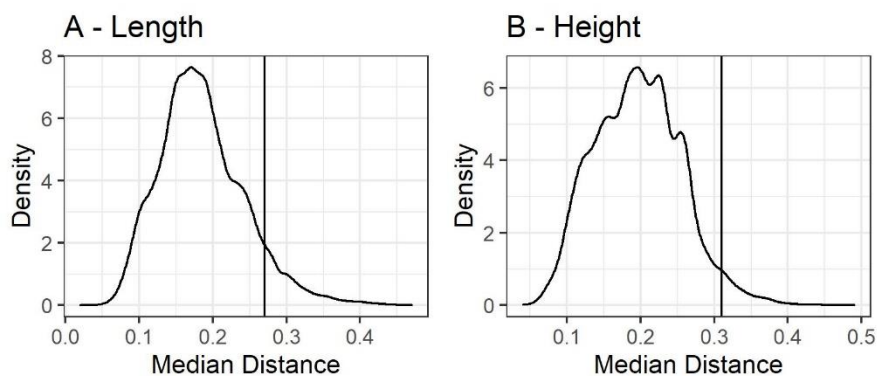 A - Length
Density
8
6
4
2
0
0.0 0.1 0.2 0.3 0.4
Median Distance
B - Height
Density
6
4
2
0
0.1 0.2 0.3 0.4 0.5
Median Distance